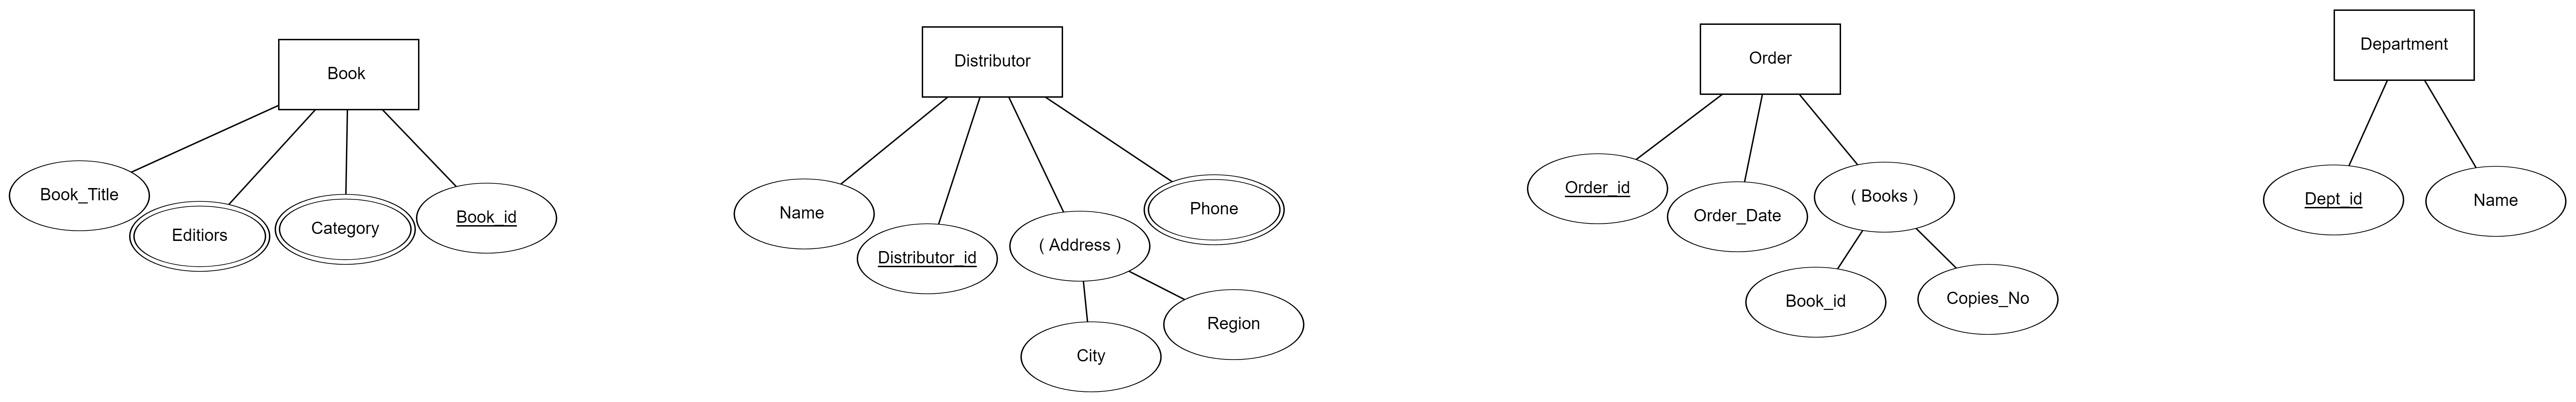 Book
Book_Title
Editiors
Category
Book_id
Distributor
Name
Distributor_id
( Address )
Phone
City
Region
Order
Order_id
Order_Date
( Books )
Book_id
Copies_No
Department
Dept_id
Name